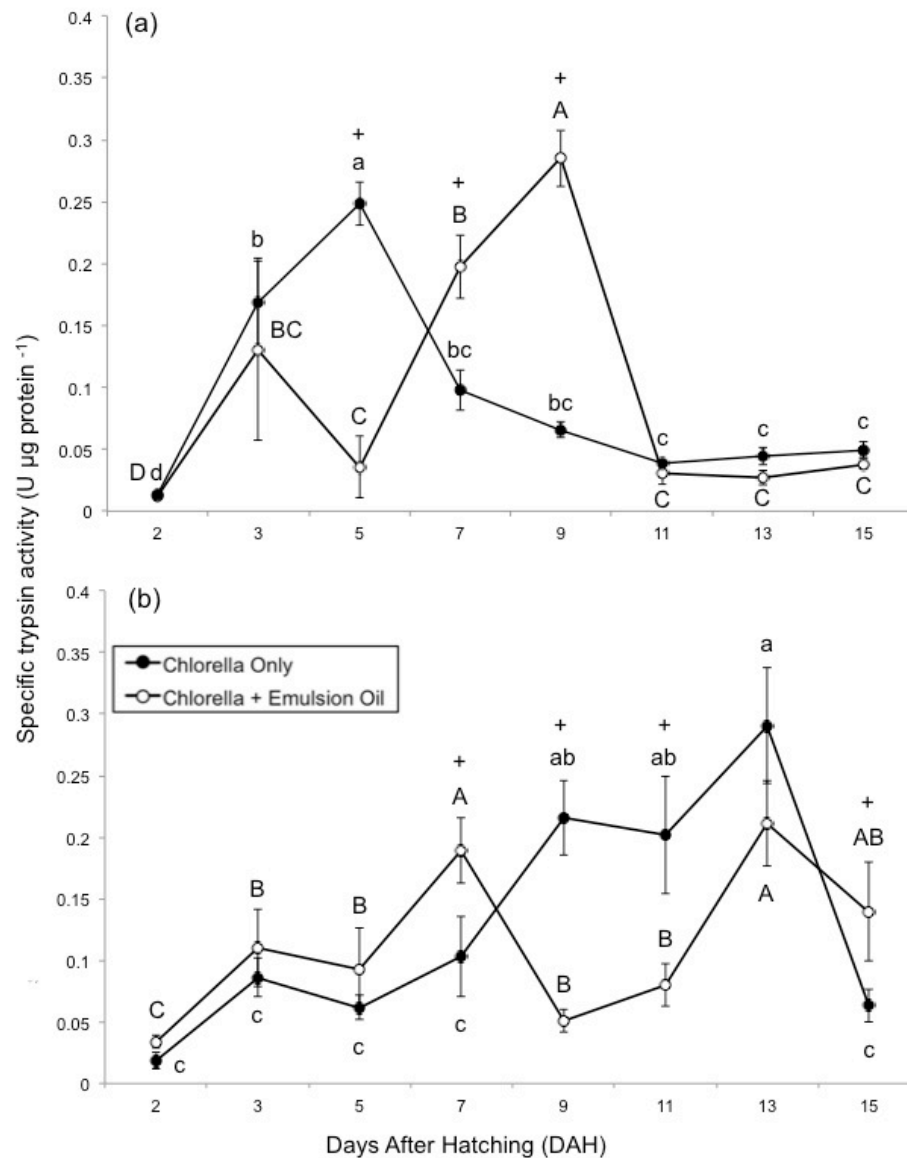 (a)
0.4
0.35
0.3
0.25
0.2
0.15
0.1
0.05
0
+
A
+
a
+
B
b
BC
bc
bc
C
c
c
c
D d
C
C
C
2 3 5 7 9 11 13 15
Specific trypsin activity (U µg protein ⁻¹)
(b)
0.4
0.35
0.3
0.25
0.2
0.15
0.1
0.05
0
Chlorella Only
Chlorella + Emulsion Oil
a
+
ab
+
ab
+
A
+
AB
B
B
A
B
B
C
c
c
c
c
c
2 3 5 7 9 11 13 15
Days After Hatching (DAH)